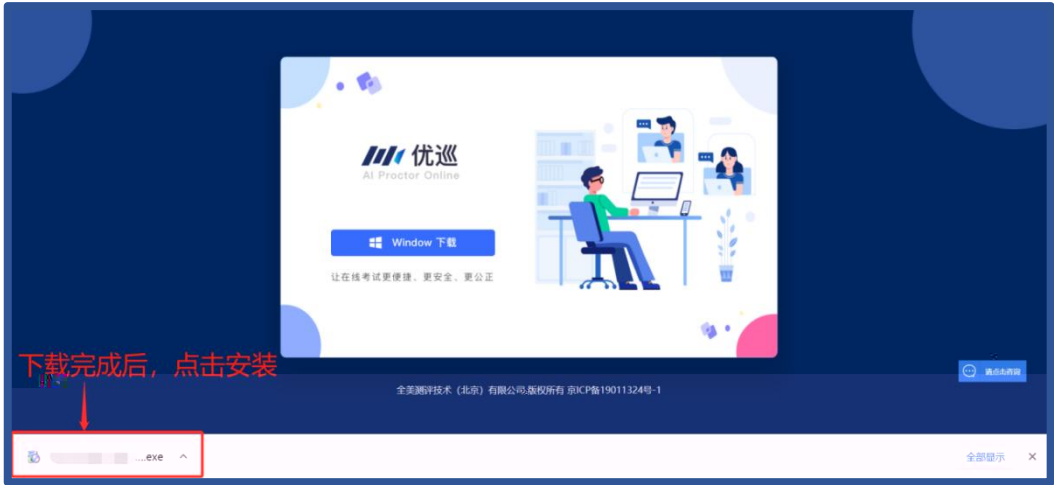 优巡
AI Proctor Online
Window 下载
让在线考试更便捷、更安全、更公正
下载完成后，点击安装
请点击咨询
全美测评技术（北京）有限公司.版权所有 京ICP备19011324号-1
....exe
全部显示